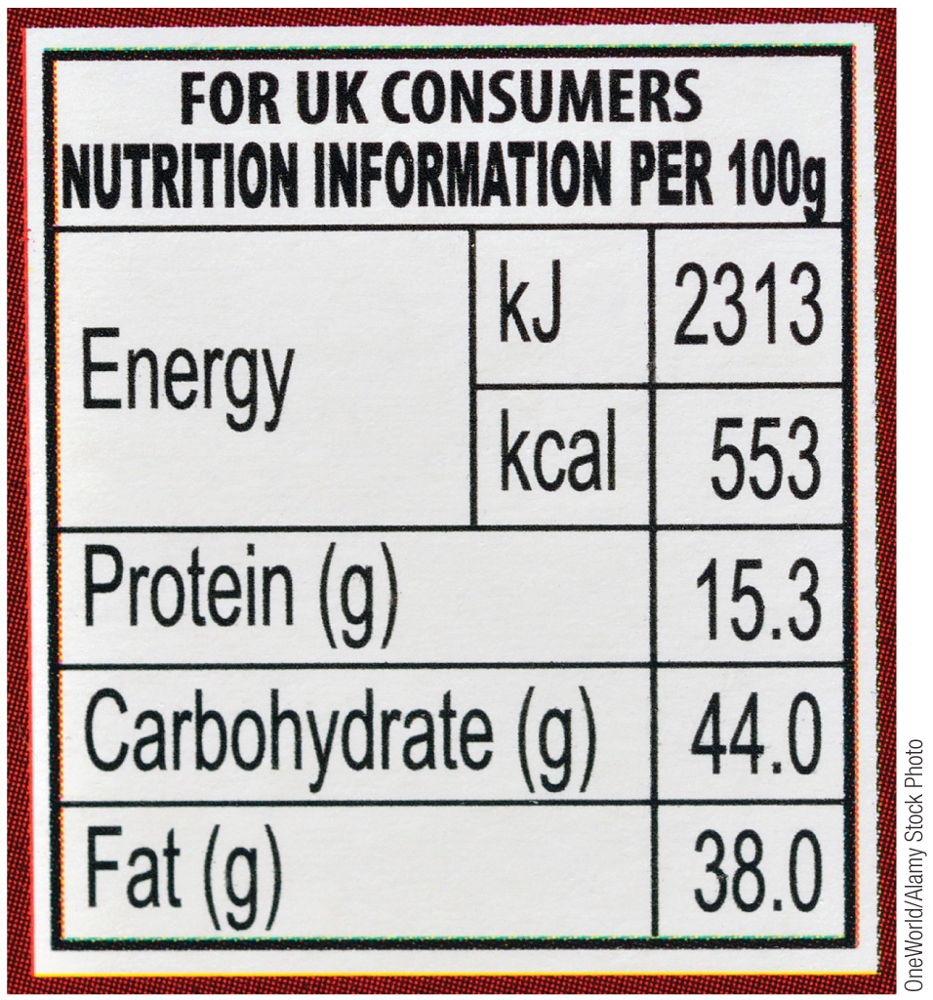 FOR UK CONSUMERS
NUTRITION INFORMATION PER 100g
Energy
kJ
2313
kcal
553
Protein (g)
15.3
Carbohydrate (g)
44.0
Fat (g)
38.0
OneWorld/Alamy Stock Photo